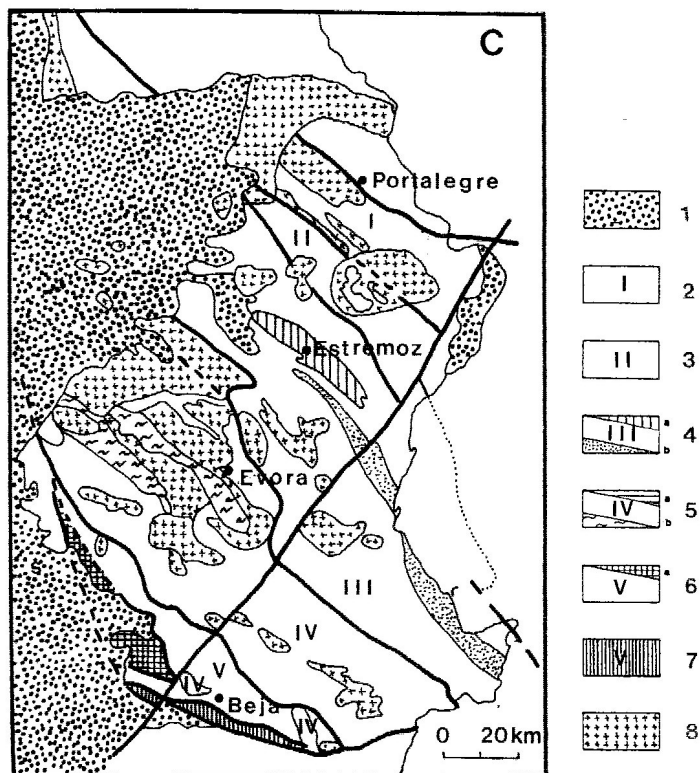 C
Portalegre
I
II
Estremoz
Evora
III
IV
V
IV
Beja
IV
0 20km
1
I 2
II 3
III a b 4
IV a b 5
V a 6
V 7
8